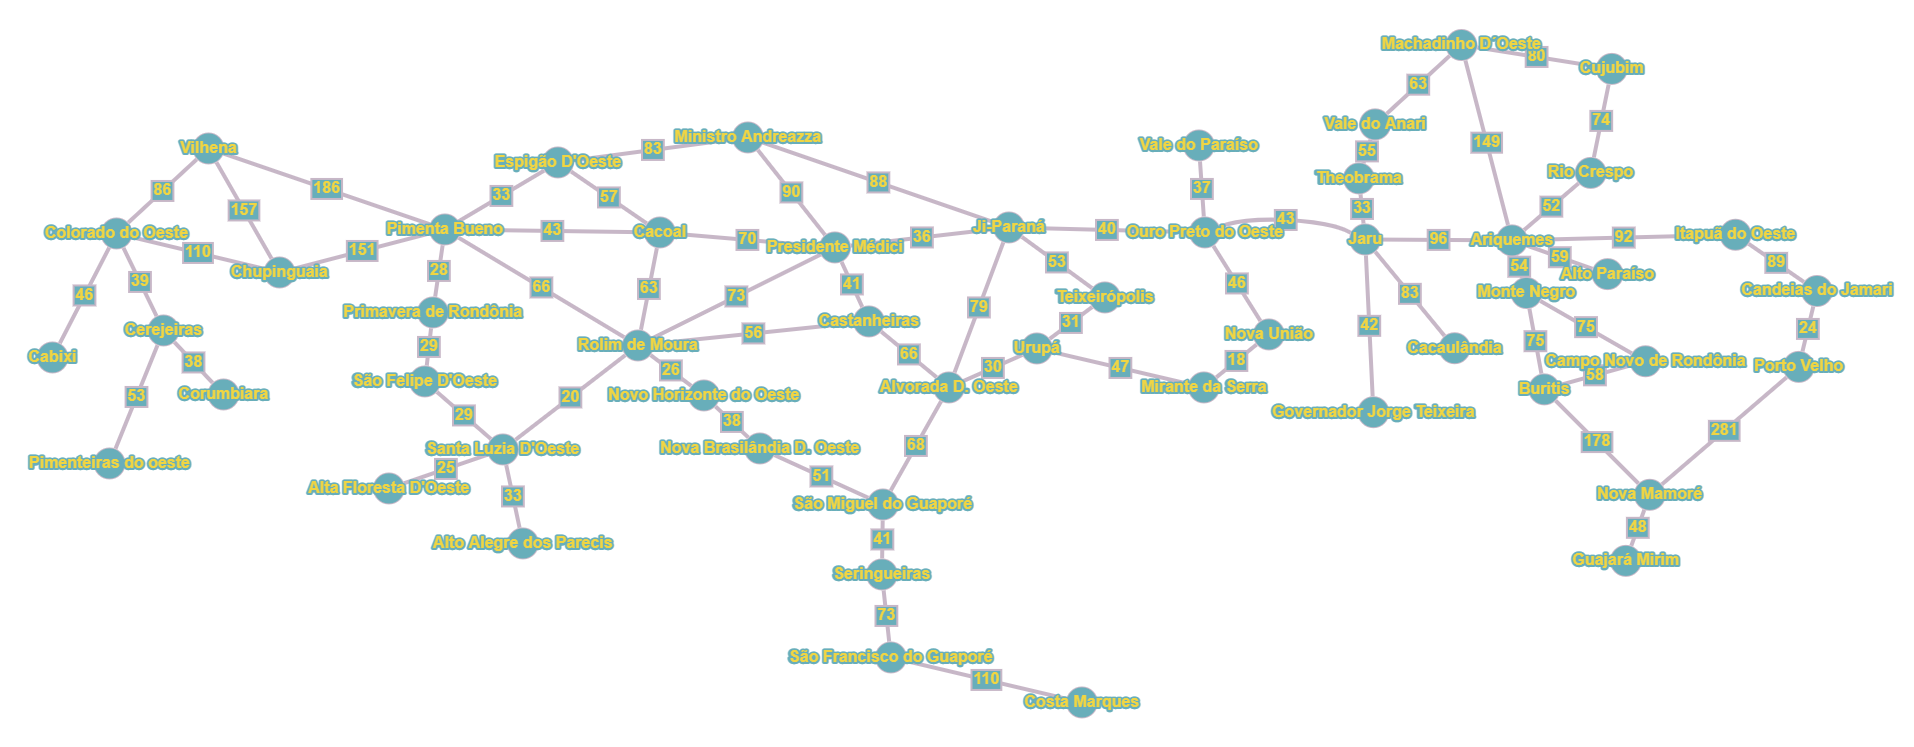 Machadinho D'Oeste
80
Cujubim
63
Vale do Anari
74
149
Vilhena
Ministro Andreazza
Vale do Paraíso
55
83
Espigão D'Oeste
Rio Crespo
Theobrama
88
186
86
33
57
90
37
52
157
33
Colorado do Oeste
Pimenta Bueno
43
Cacoal
70
Presidente Médici
36
Ji-Paraná
40
Ouro Preto do Oeste
43
Jaru
96
Ariquemes
92
Itapuã do Oeste
110
151
59
89
53
54
Chupinguaia
28
Alto Paraíso
39
66
63
41
46
83
Monte Negro
Candeias do Jamari
46
73
Teixeirópolis
79
Primavera de Rondônia
31
42
75
24
Cerejeiras
56
Castanheiras
Nova União
75
29
Rolim de Moura
Urupá
Cacaulândia
Cabixi
66
18
38
30
47
Campo Novo de Rondônia
Porto Velho
26
58
São Felipe D'Oeste
Alvorada D. Oeste
Mirante da Serra
Buritis
Corumbiara
53
20
Novo Horizonte do Oeste
29
Governador Jorge Teixeira
38
281
68
178
Santa Luzia D'Oeste
Nova Brasilândia D. Oeste
Pimenteiras do oeste
25
51
Alta Floresta D'Oeste
33
Nova Mamoré
São Miguel do Guaporé
48
41
Alto Alegre dos Parecis
Guajará Mirim
Seringueiras
73
São Francisco do Guaporé
110
Costa Marques